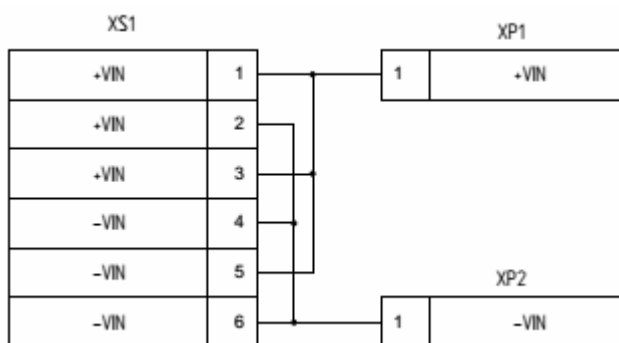 XS1
XP1
+VIN 1 1 +VIN
+VIN 2
+VIN 3
−VIN 4
−VIN 5
XP2
−VIN 6 1 −VIN